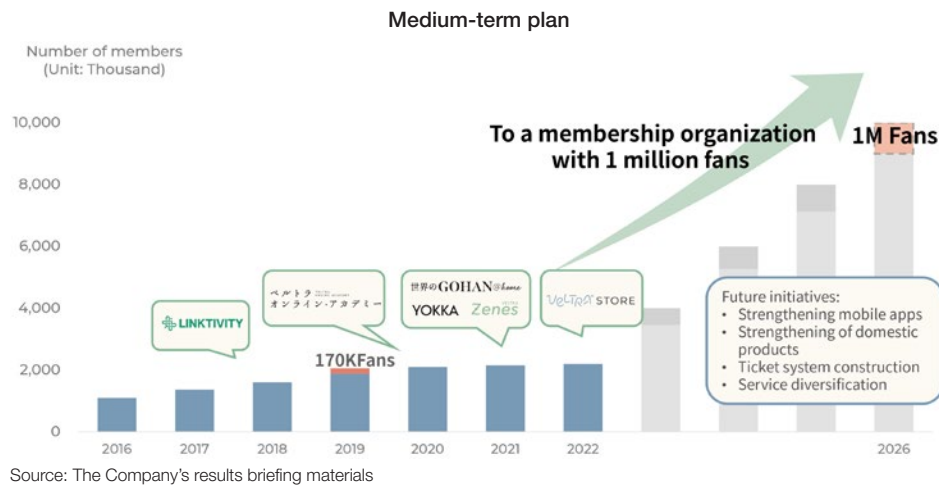 Medium-term plan
Number of members
(Unit: Thousand)
10,000
8,000
6,000
4,000
2,000
0
To a membership organization
with 1 million fans
1M Fans
LINKTIVITY
ベルトラ
オンライン・アカデミー
世界のGOHAN@home
YOKKA
Zenes
VELTRA STORE
170KFans
Future initiatives:
• Strengthening mobile apps
• Strengthening of domestic
products
• Ticket system construction
• Service diversification
2016
2017
2018
2019
2020
2021
2022
2026
Source: The Company's results briefing materials